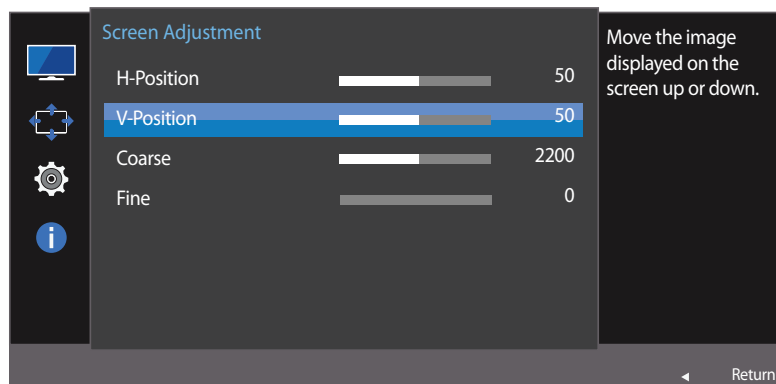 Screen Adjustment
H-Position 50
V-Position 50
Coarse 2200
Fine 0
Move the image
displayed on the
screen up or down.
Return